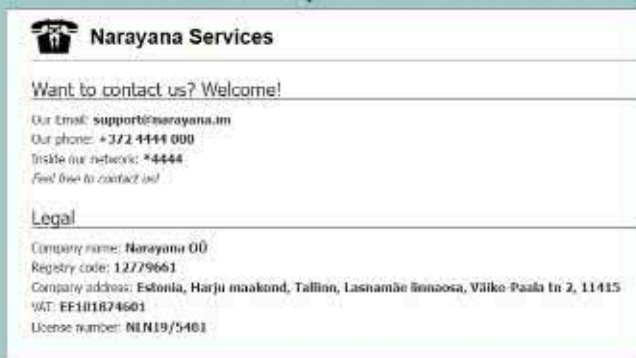 Narayana Services
Want to contact us? Welcome!
Our Email: support@narayana.im
Our phone: +372 4444 000
Inside our network: *4444
Feel free to contact us!
Legal
Company name: Narayana OÜ
Registry code: 12779661
Company address: Estonia, Harju maakond, Tallinn, Lasnamäe linnaosa, Väike-Paala tn 2, 11415
VAT: EE101874601
License number: NLN19/5401